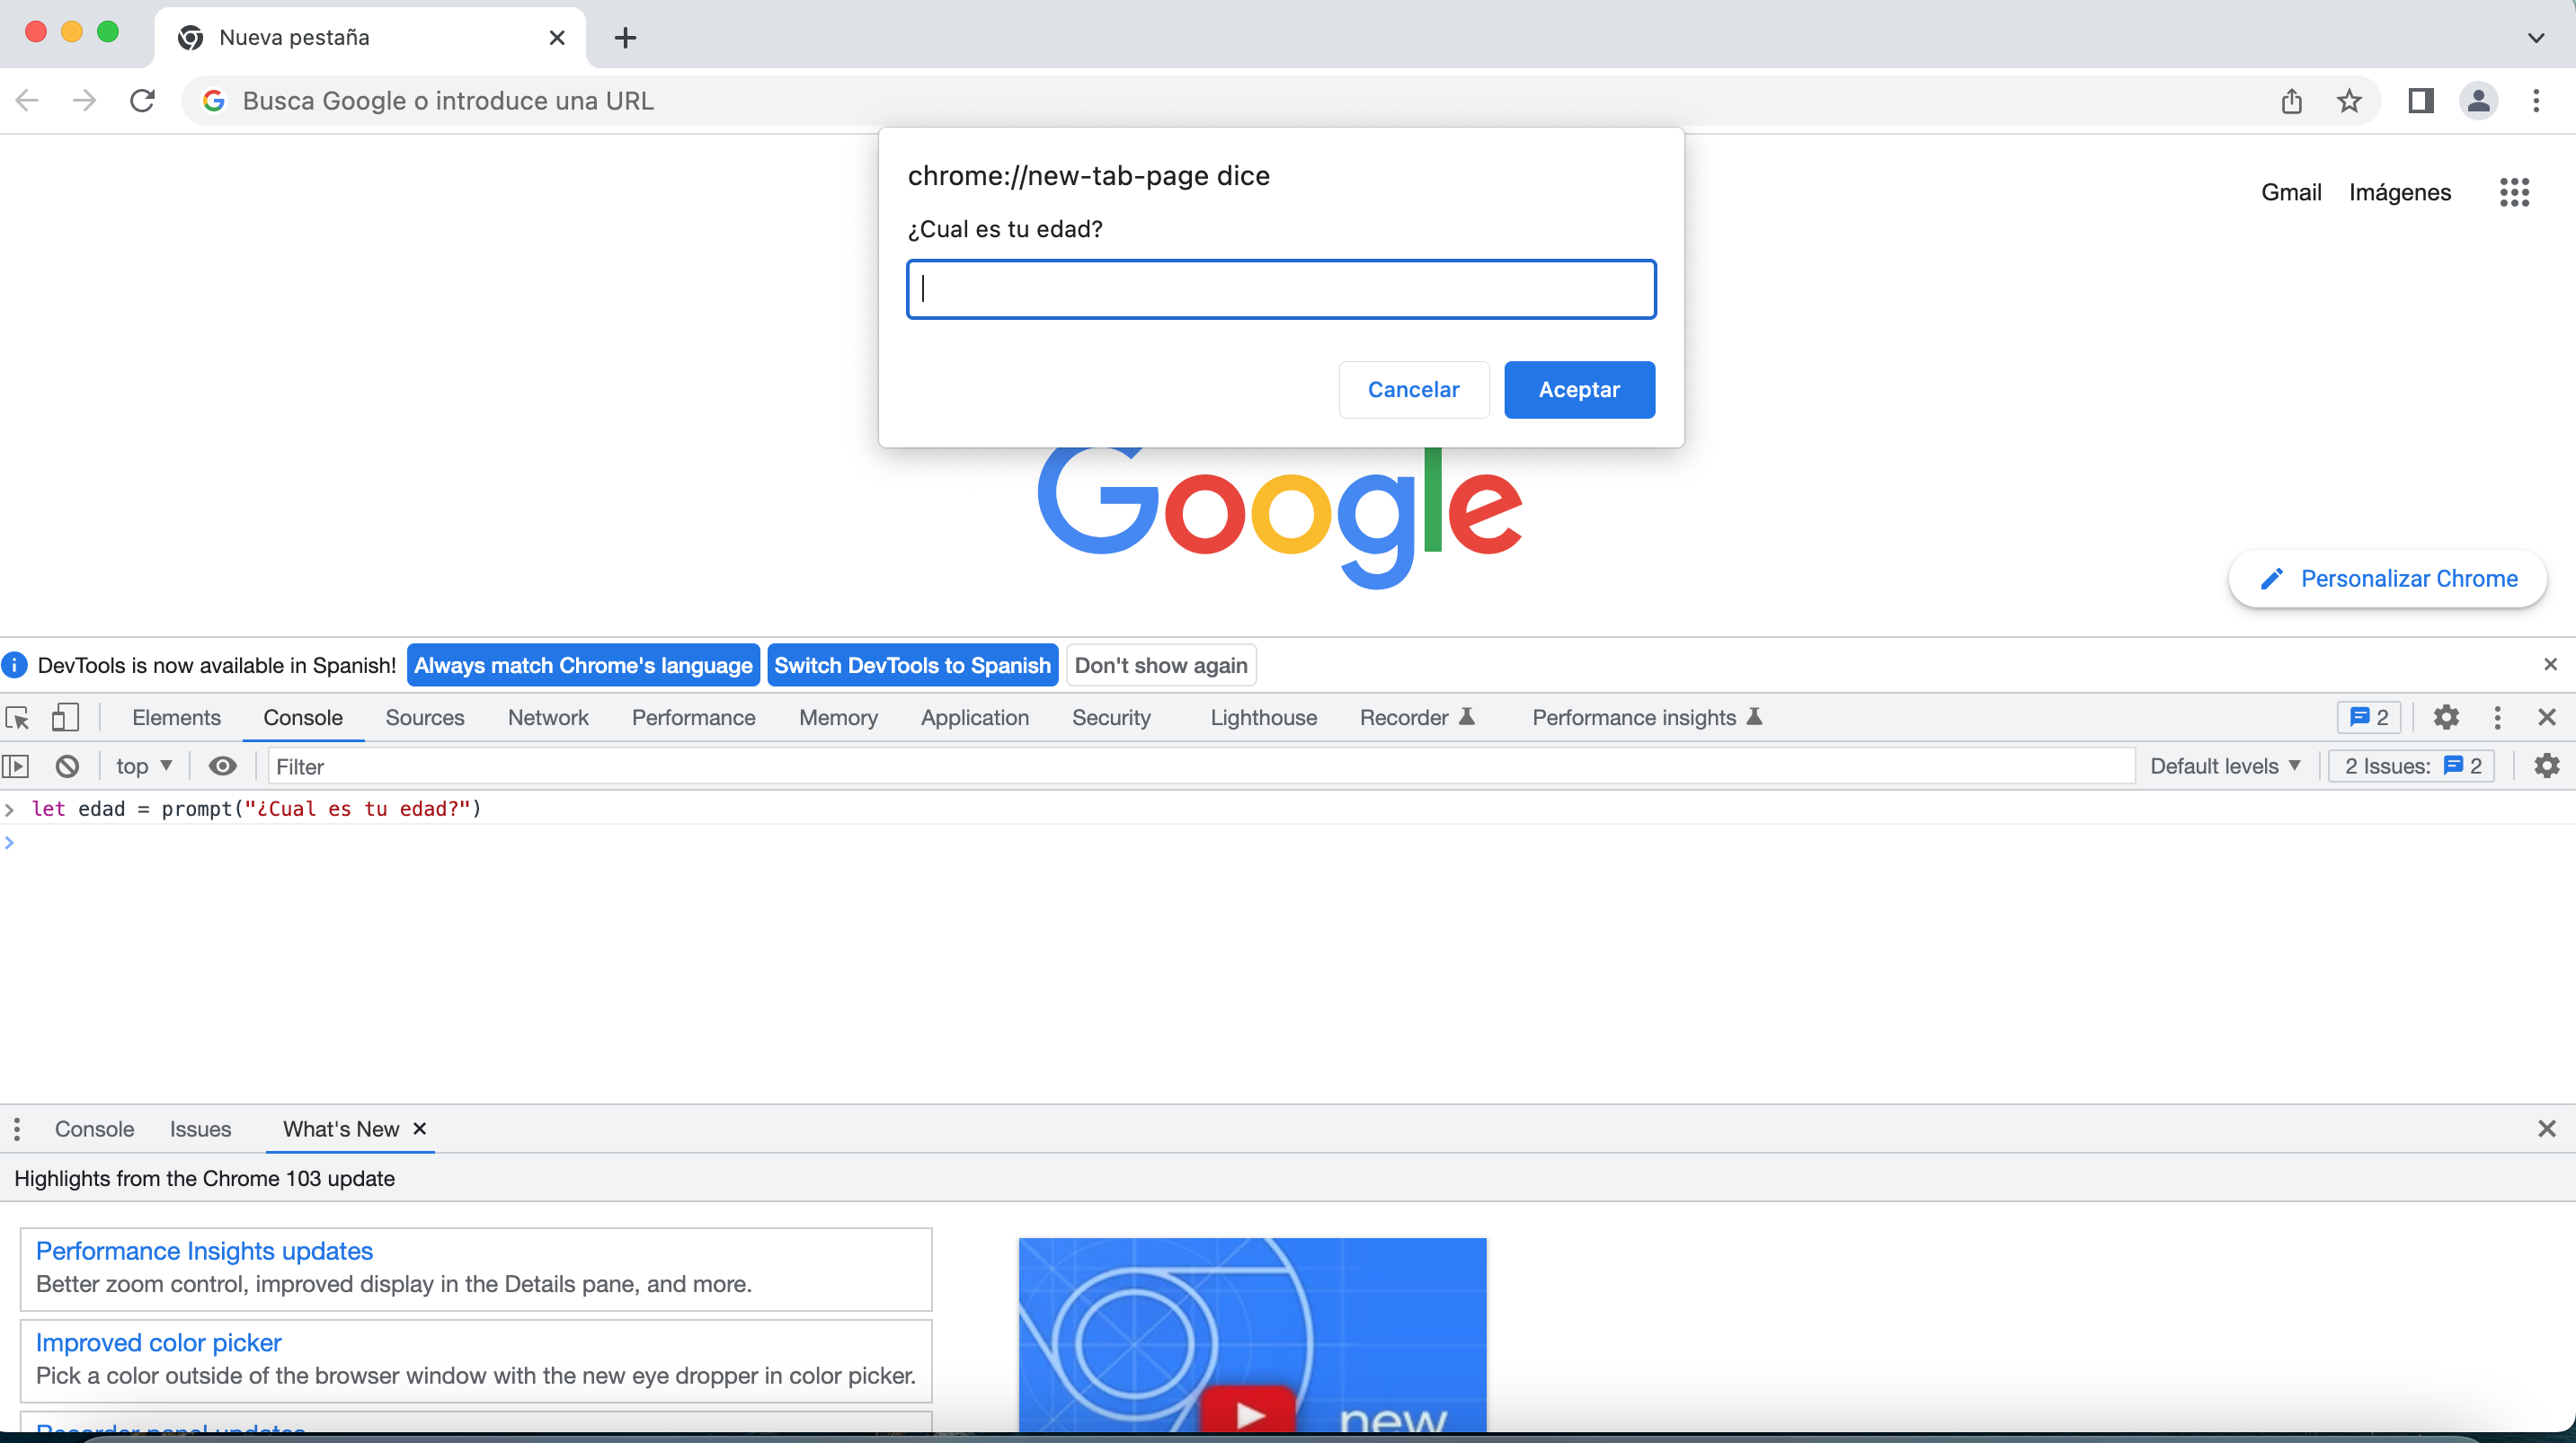 Nueva pestaña
Busca Google o introduce una URL
chrome://new-tab-page dice
¿Cual es tu edad?
Cancelar Aceptar
Gmail Imágenes
Google
Personalizar Chrome
DevTools is now available in Spanish! Always match Chrome's language Switch DevTools to Spanish Don't show again
Elements Console Sources Network Performance Memory Application Security Lighthouse Recorder Performance insights 2
top Filter Default levels 2 Issues: 2
let edad = prompt("¿Cual es tu edad?")
Console Issues What's New
Highlights from the Chrome 103 update
Performance Insights updates
Better zoom control, improved display in the Details pane, and more.
Improved color picker
Pick a color outside of the browser window with the new eye dropper in color picker.
Recorder panel updates
new